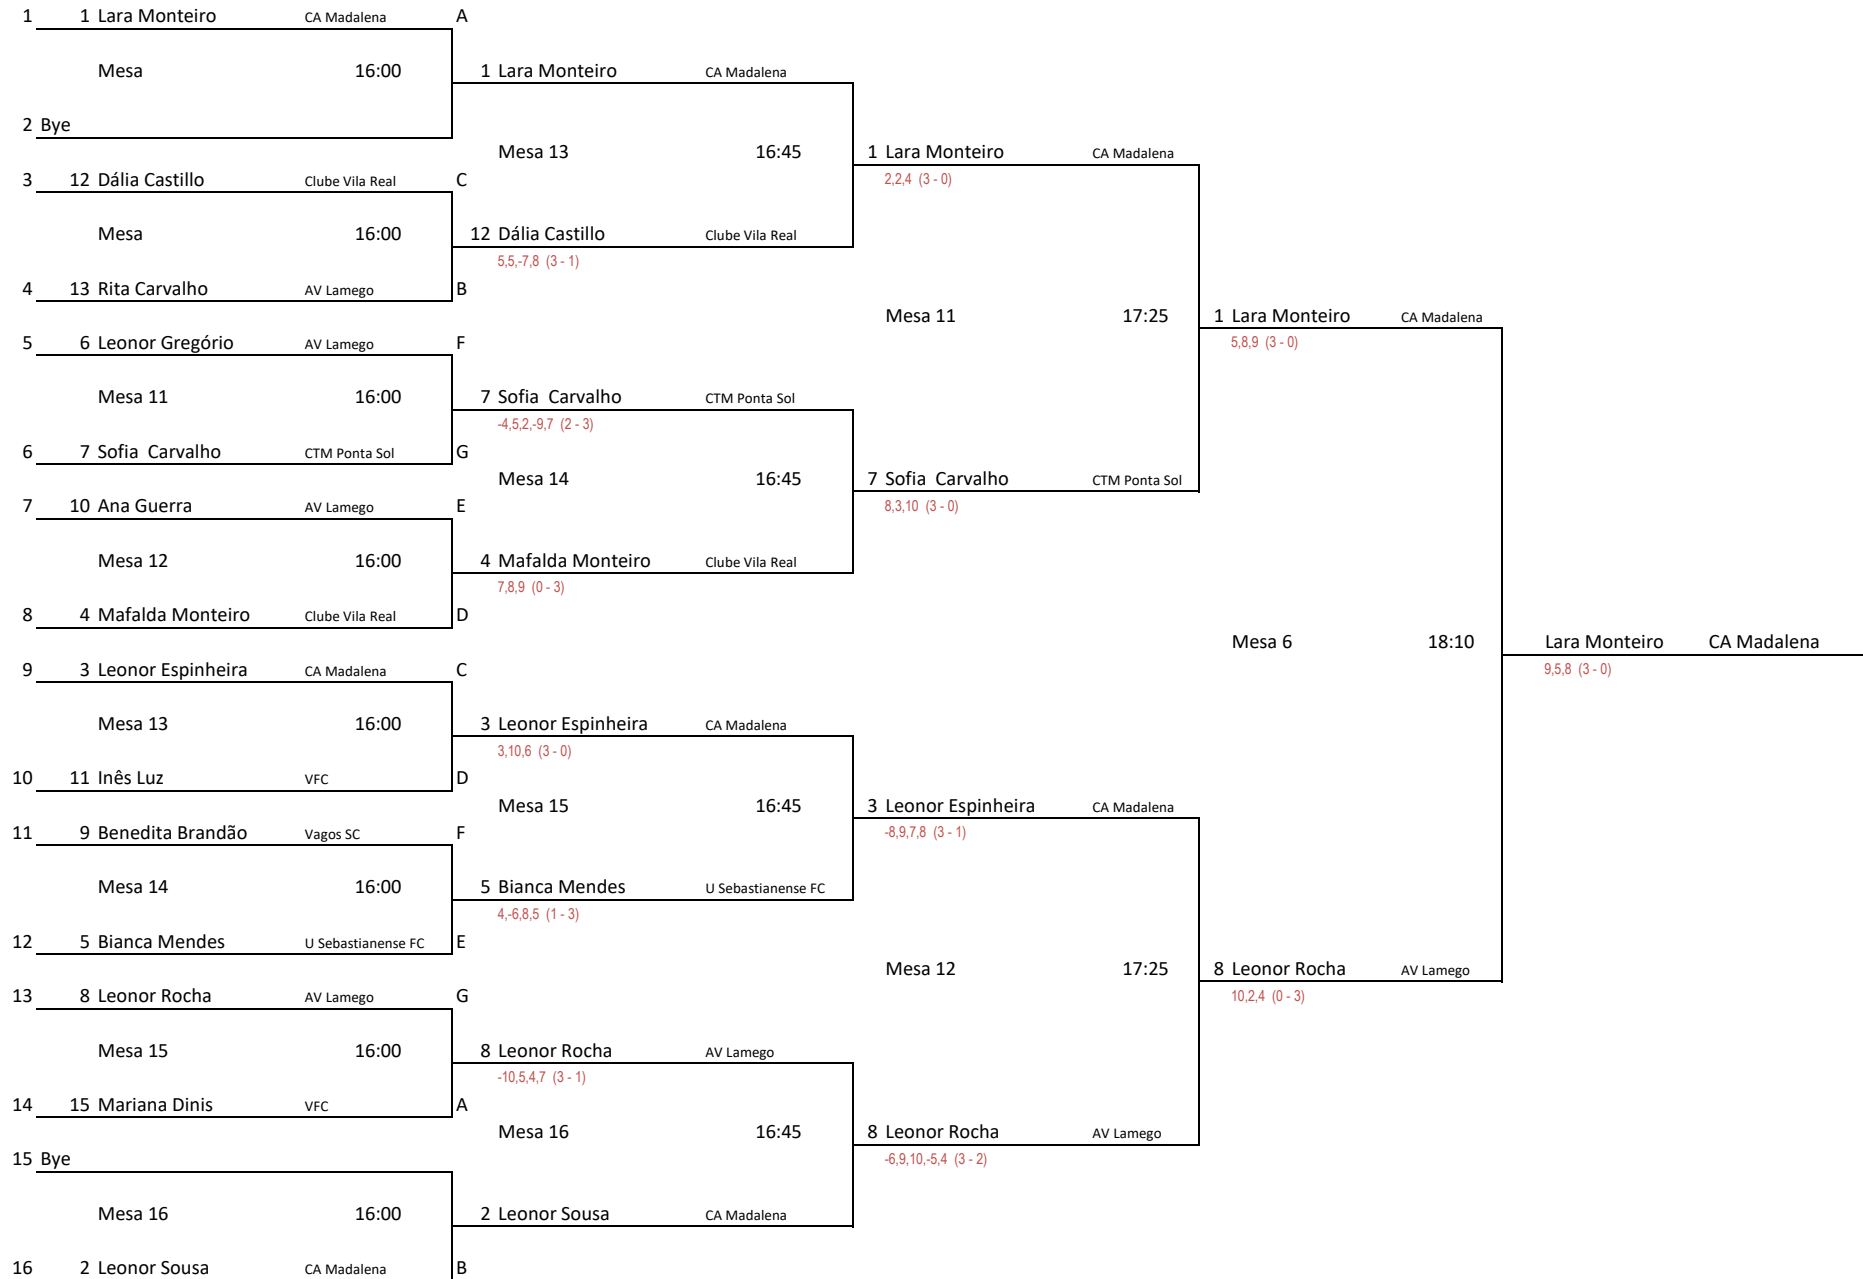 1 1 Lara Monteiro CA Madalena A
Mesa 16:00 1 Lara Monteiro CA Madalena
2 Bye
Mesa 13 16:45 1 Lara Monteiro CA Madalena
3 12 Dália Castillo Clube Vila Real C 2,2,4 (3 - 0)
Mesa 16:00 12 Dália Castillo Clube Vila Real
5,5,-7,8 (3 - 1)
4 13 Rita Carvalho AV Lamego B
Mesa 11 17:25 1 Lara Monteiro CA Madalena
5 6 Leonor Gregório AV Lamego F 5,8,9 (3 - 0)
Mesa 11 16:00 7 Sofia Carvalho CTM Ponta Sol
-4,5,2,-9,7 (2 - 3)
6 7 Sofia Carvalho CTM Ponta Sol G
Mesa 14 16:45 7 Sofia Carvalho CTM Ponta Sol
7 10 Ana Guerra AV Lamego E 8,3,10 (3 - 0)
Mesa 12 16:00 4 Mafalda Monteiro Clube Vila Real
7,8,9 (0 - 3)
8 4 Mafalda Monteiro Clube Vila Real D
Mesa 6 18:10 Lara Monteiro CA Madalena
9 3 Leonor Espinheira CA Madalena C 9,5,8 (3 - 0)
Mesa 13 16:00 3 Leonor Espinheira CA Madalena
3,10,6 (3 - 0)
10 11 Inês Luz VFC D
Mesa 15 16:45 3 Leonor Espinheira CA Madalena
11 9 Benedita Brandão Vagos SC F -8,9,7,8 (3 - 1)
Mesa 14 16:00 5 Bianca Mendes U Sebastianense FC
4,-6,8,5 (1 - 3)
12 5 Bianca Mendes U Sebastianense FC E
Mesa 12 17:25 8 Leonor Rocha AV Lamego
13 8 Leonor Rocha AV Lamego G 10,2,4 (0 - 3)
Mesa 15 16:00 8 Leonor Rocha AV Lamego
-10,5,4,7 (3 - 1)
14 15 Mariana Dinis VFC A
Mesa 16 16:45 8 Leonor Rocha AV Lamego
15 Bye -6,9,10,-5,4 (3 - 2)
Mesa 16 16:00 2 Leonor Sousa CA Madalena
16 2 Leonor Sousa CA Madalena B